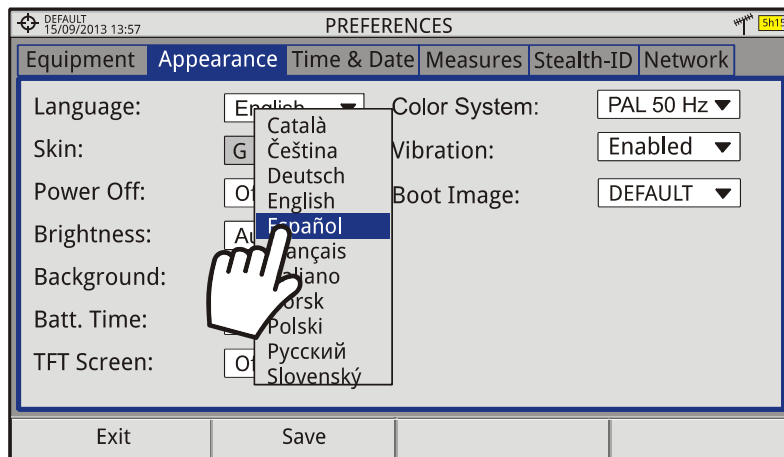 DEFAULT
15/09/2013 13:57
PREFERENCES
5h15
Equipment Appearance Time & Date Measures Stealth-ID Network
Language:
Skin:
G
Power Off:
Brightness:
Background:
Batt. Time:
TFT Screen:
Català
Čeština
Deutsch
English
Español
Norsk
Polski
Русский
Slovenský
Color System: PAL 50 Hz
Vibration: Enabled
Boot Image: DEFAULT
Exit Save